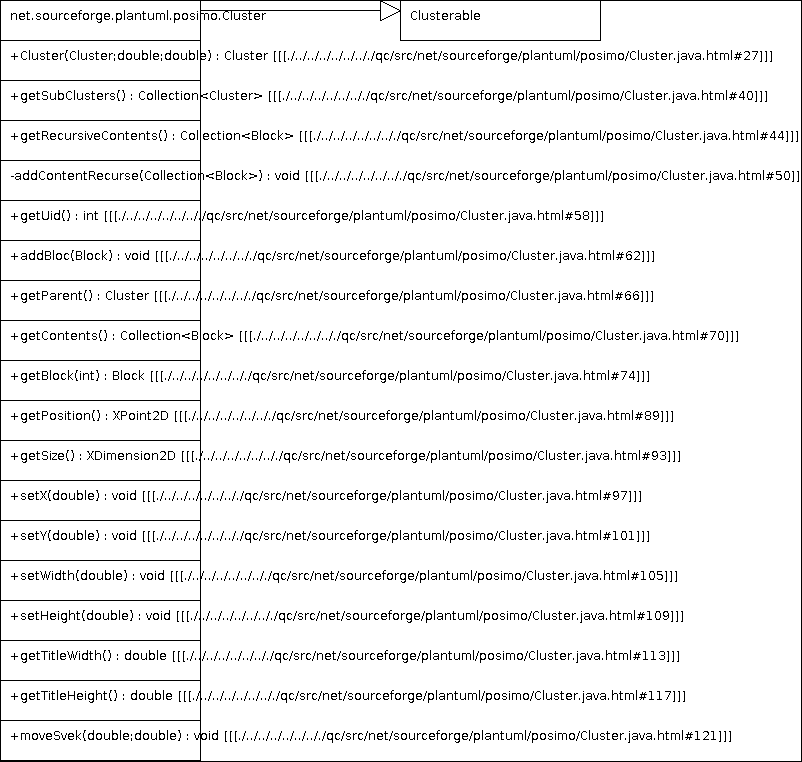 net.sourceforge.plantuml.posimo.Cluster
Clusterable
+Cluster(Cluster;double;double) : Cluster [[[./../../../../../../qc/src/net/sourceforge/plantuml/posimo/Cluster.java.html#27]]]
+getSubClusters() : Collection<Cluster> [[[./../../../../../../qc/src/net/sourceforge/plantuml/posimo/Cluster.java.html#40]]]
+getRecursiveContents() : Collection<Block> [[[./../../../../../../qc/src/net/sourceforge/plantuml/posimo/Cluster.java.html#44]]]
-addContentRecurse(Collection<Block>) : void [[[./../../../../../../qc/src/net/sourceforge/plantuml/posimo/Cluster.java.html#50]]]
+getUid() : int [[[./../../../../../../qc/src/net/sourceforge/plantuml/posimo/Cluster.java.html#58]]]
+addBloc(Block) : void [[[./../../../../../../qc/src/net/sourceforge/plantuml/posimo/Cluster.java.html#62]]]
+getParent() : Cluster [[[./../../../../../../qc/src/net/sourceforge/plantuml/posimo/Cluster.java.html#66]]]
+getContents() : Collection<Block> [[[./../../../../../../qc/src/net/sourceforge/plantuml/posimo/Cluster.java.html#70]]]
+getBlock(int) : Block [[[./../../../../../../qc/src/net/sourceforge/plantuml/posimo/Cluster.java.html#74]]]
+getPosition() : XPoint2D [[[./../../../../../../qc/src/net/sourceforge/plantuml/posimo/Cluster.java.html#89]]]
+getSize() : XDimension2D [[[./../../../../../../qc/src/net/sourceforge/plantuml/posimo/Cluster.java.html#93]]]
+setX(double) : void [[[./../../../../../../qc/src/net/sourceforge/plantuml/posimo/Cluster.java.html#97]]]
+setY(double) : void [[[./../../../../../../qc/src/net/sourceforge/plantuml/posimo/Cluster.java.html#101]]]
+setWidth(double) : void [[[./../../../../../../qc/src/net/sourceforge/plantuml/posimo/Cluster.java.html#105]]]
+setHeight(double) : void [[[./../../../../../../qc/src/net/sourceforge/plantuml/posimo/Cluster.java.html#109]]]
+getTitleWidth() : double [[[./../../../../../../qc/src/net/sourceforge/plantuml/posimo/Cluster.java.html#113]]]
+getTitleHeight() : double [[[./../../../../../../qc/src/net/sourceforge/plantuml/posimo/Cluster.java.html#117]]]
+moveSvek(double;double) : void [[[./../../../../../../qc/src/net/sourceforge/plantuml/posimo/Cluster.java.html#121]]]